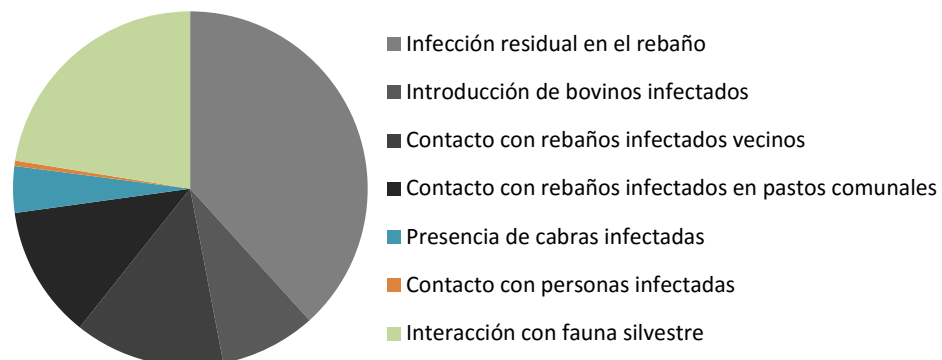 Infección residual en el rebaño
Introducción de bovinos infectados
Contacto con rebaños infectados vecinos
Contacto con rebaños infectados en pastos comunales
Presencia de cabras infectadas
Contacto con personas infectadas
Interacción con fauna silvestre